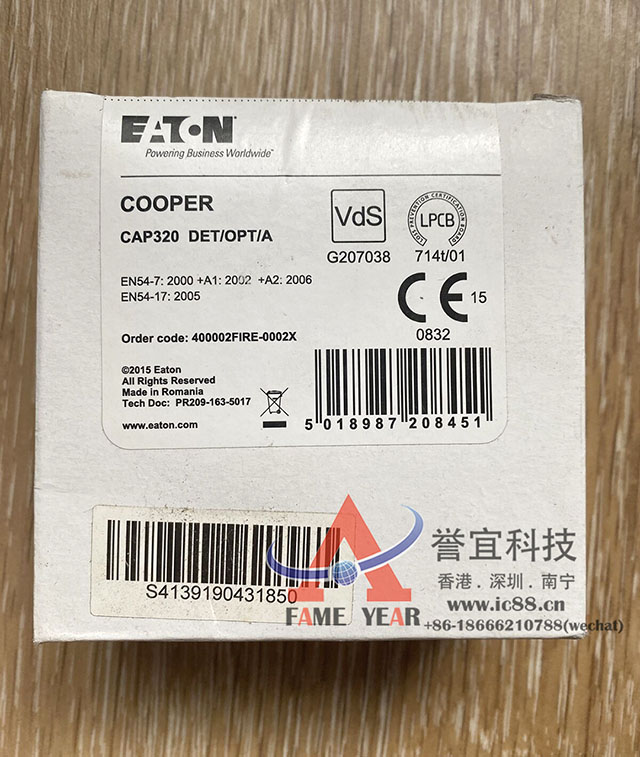 EATON
Powering Business Worldwide™
COOPER
CAP320 DET/OPT/A
EN54-7: 2000 +A1: 2002 +A2: 2006
EN54-17: 2005
Order code: 400002FIRE-0002X
©2015 Eaton
All Rights Reserved
Made in Romania
Tech Doc: PR209-163-5017
www.eaton.com
VdS
G207038
LOSS PREVENTION CERTIFICATION BOARD
LPCB
714t/01
CE 15
0832
5 018987 208451
S4139190431850
FAME YEAR
誉宜科技
香港 . 深圳 . 南宁
www.ic88.cn
+86-18666210788(wechat)